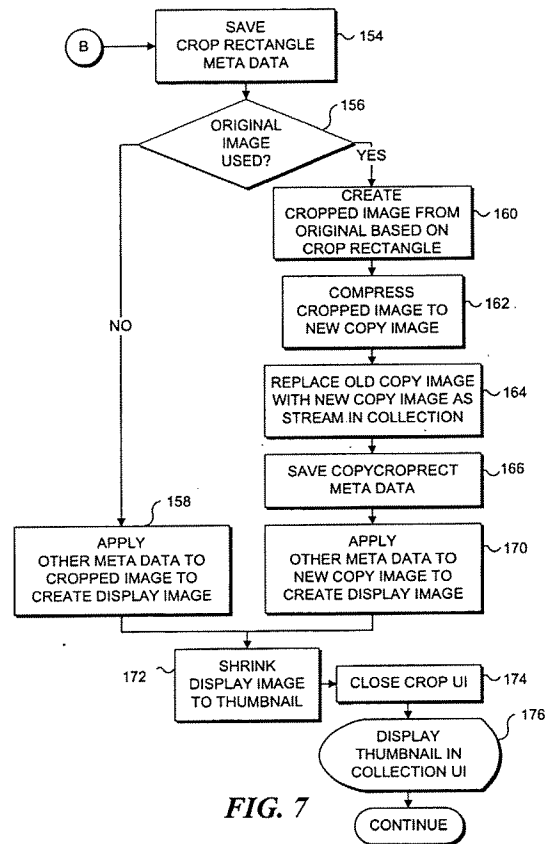 B
SAVE
CROP RECTANGLE
META DATA
154
156
ORIGINAL
IMAGE
USED?
YES
CREATE
CROPPED IMAGE FROM
ORIGINAL BASED ON
CROP RECTANGLE
160
COMPRESS
CROPPED IMAGE TO
NEW COPY IMAGE
162
NO
REPLACE OLD COPY IMAGE
WITH NEW COPY IMAGE AS
STREAM IN COLLECTION
164
SAVE COPYCROPRECT
META DATA
166
158
APPLY
OTHER META DATA TO
CROPPED IMAGE TO
CREATE DISPLAY IMAGE
APPLY
OTHER META DATA TO
NEW COPY IMAGE TO
CREATE DISPLAY IMAGE
170
172
SHRINK
DISPLAY IMAGE
TO THUMBNAIL
CLOSE CROP UI
174
176
DISPLAY
THUMBNAIL IN
COLLECTION UI
FIG. 7
CONTINUE